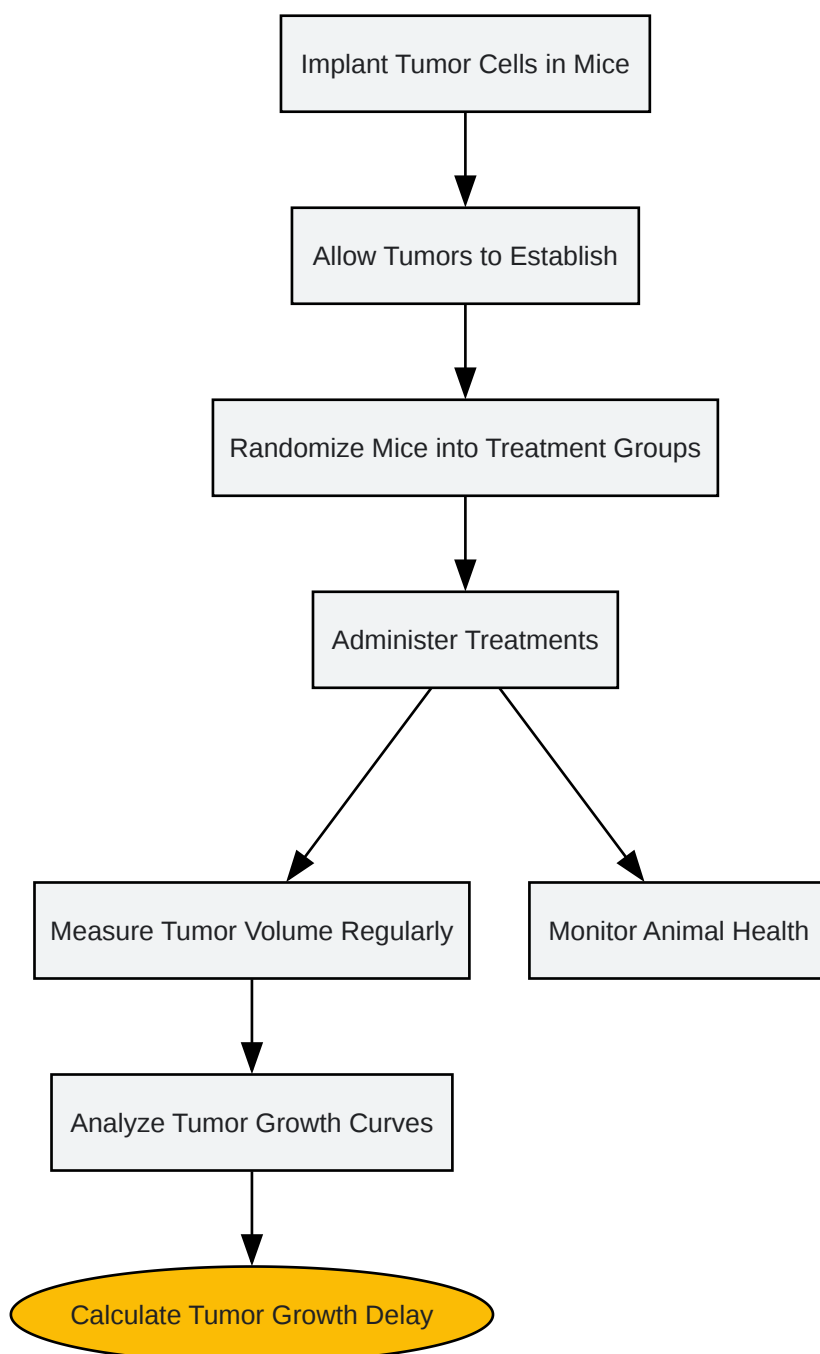 Implant Tumor Cells in Mice
Allow Tumors to Establish
Randomize Mice into Treatment Groups
Administer Treatments
Measure Tumor Volume Regularly
Monitor Animal Health
Analyze Tumor Growth Curves
Calculate Tumor Growth Delay